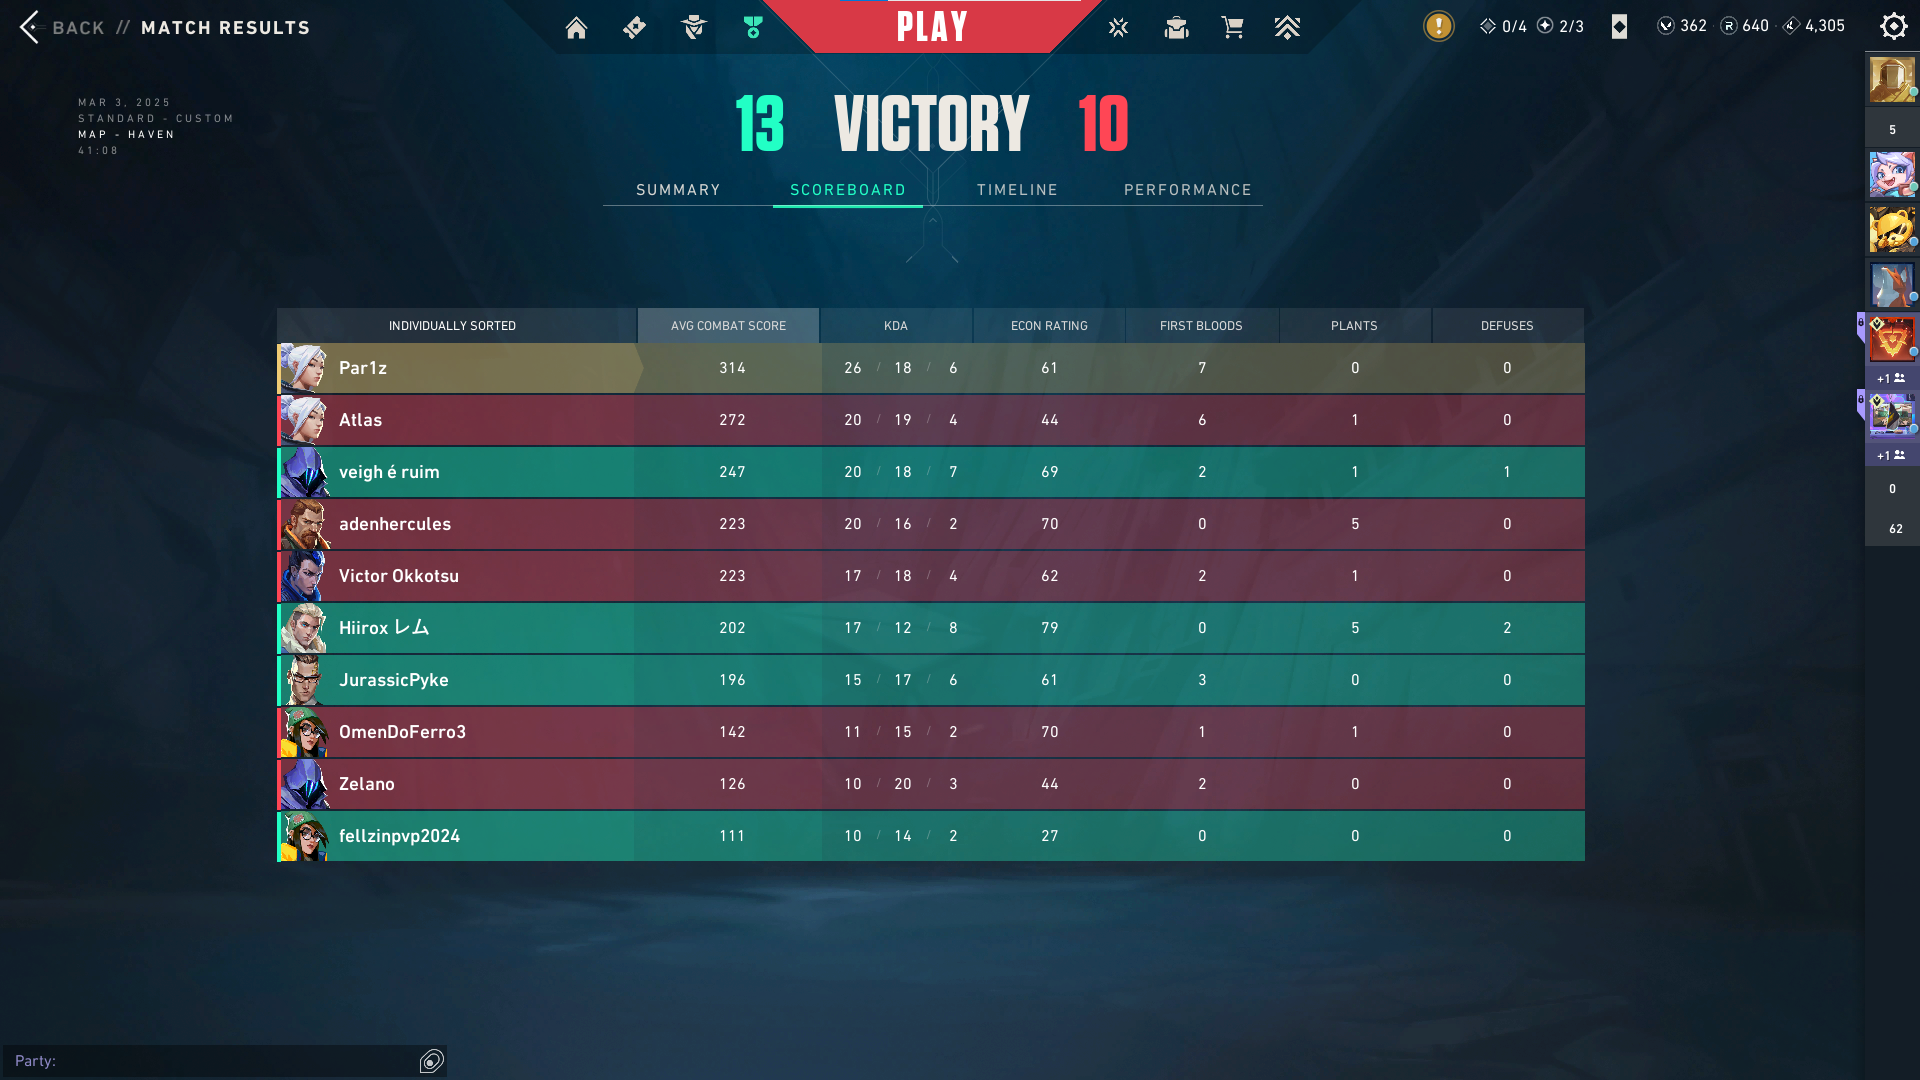 BACK // MATCH RESULTS
PLAY
0/4 2/3
362 640 4,305
MAR 3, 2025
STANDARD - CUSTOM
MAP - HAVEN
41:08
13 VICTORY 10
SUMMARY SCOREBOARD TIMELINE PERFORMANCE
INDIVIDUALLY SORTED AVG COMBAT SCORE KDA ECON RATING FIRST BLOODS PLANTS DEFUSES
Par1z 314 26 / 18 / 6 61 7 0 0
Atlas 272 20 / 19 / 4 44 6 1 0
veigh é ruim 247 20 / 18 / 7 69 2 1 1
adenhercules 223 20 / 16 / 2 70 0 5 0
Victor Okkotsu 223 17 / 18 / 4 62 2 1 0
Hiirox レム 202 17 / 12 / 8 79 0 5 2
JurassicPyke 196 15 / 17 / 6 61 3 0 0
OmenDoFerro3 142 11 / 15 / 2 70 1 1 0
Zelano 126 10 / 20 / 3 44 2 0 0
fellzinpvp2024 111 10 / 14 / 2 27 0 0 0
5
+1
+1
0
62
Party: